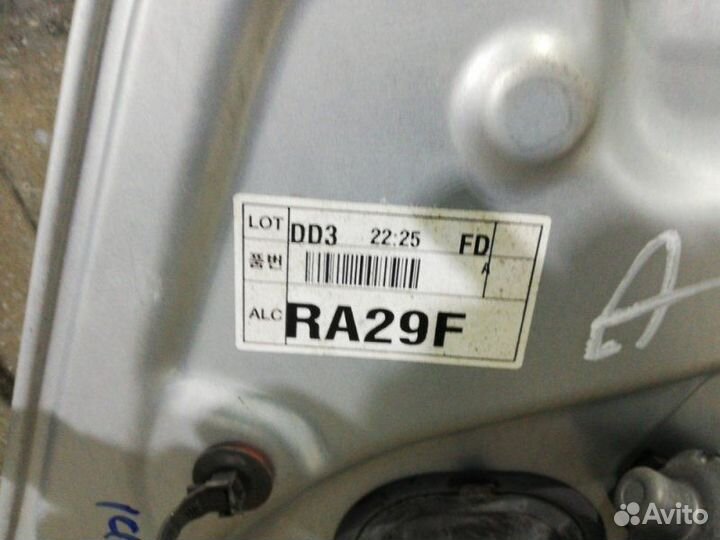 LOT DD3 22:25 FD
품번 A
ALC RA29F
A
Avito